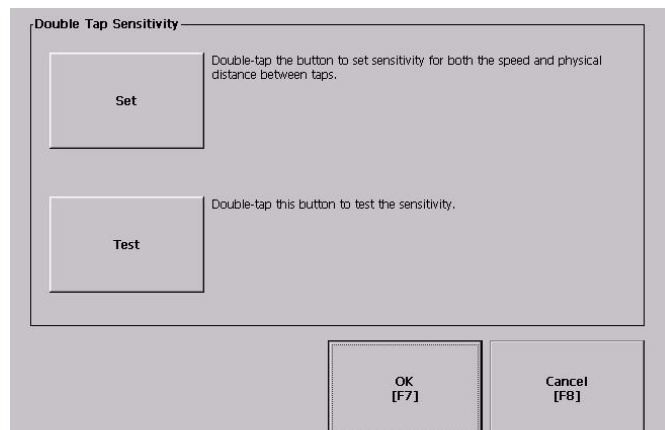 Double Tap Sensitivity
Double-tap the button to set sensitivity for both the speed and physical
distance between taps.
Set
Double-tap this button to test the sensitivity.
Test
OK
[F7]
Cancel
[F8]